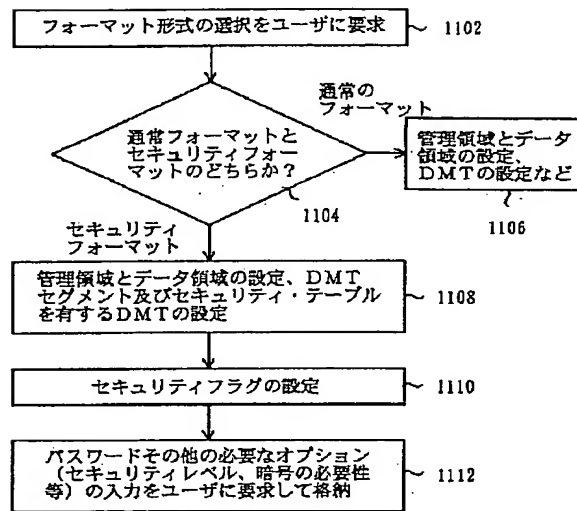 フォーマット形式の選択をユーザに要求
1102
通常の
フォーマット
通常フォーマットと
セキュリティフォー
マットのどちらか？
1104
管理領域とデータ
領域の設定、
DMTの設定など
1106
セキュリティ
フォーマット
管理領域とデータ領域の設定、DMT
セグメント及びセキュリティ・テーブル
を有するDMTの設定
1108
セキュリティフラグの設定
1110
パスワードその他の必要なオプション
（セキュリティレベル、暗号の必要性
等）の入力をユーザに要求して格納
1112